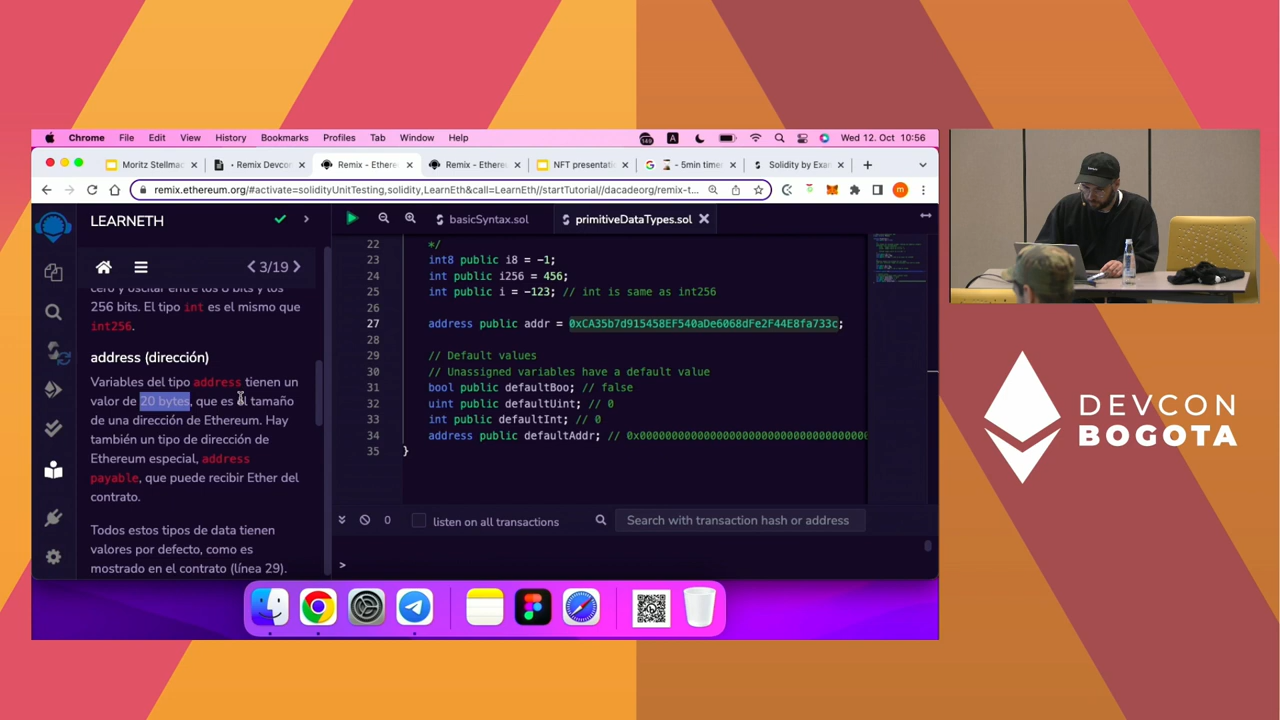 Chrome File Edit View History Bookmarks Profiles Tab Window Help
Wed 12. Oct 10:56
Moritz Stellmac
• Remix Devcon
Remix - Ethere
Remix - Ethere
NFT presentati
- 5min timer
Solidity by Exam
remix.ethereum.org/#activate=solidityUnitTesting,solidity,LearnEth&call=LearnEth//startTutorial//dacadeorg/remix-t...
LEARNETH
3/19
256 bits. El tipo int es el mismo que
int256.
address (dirección)
Variables del tipo address tienen un
valor de 20 bytes, que es el tamaño
de una dirección de Ethereum. Hay
también un tipo de dirección de
Ethereum especial, address
payable, que puede recibir Ether del
contrato.
Todos estos tipos de data tienen
valores por defecto, como es
mostrado en el contrato (línea 29).
basicSyntax.sol
primitiveDataTypes.sol
22 */
23 int8 public i8 = -1;
24 int public i256 = 456;
25 int public i = -123; // int is same as int256
26
27 address public addr = 0xCA35b7d915458EF540aDe6068dFe2F44E8fa733c;
28
29 // Default values
30 // Unassigned variables have a default value
31 bool public defaultBoo; // false
32 uint public defaultUint; // 0
33 int public defaultInt; // 0
34 address public defaultAddr; // 0x0000000000000000000000000000000000
35 }
0
listen on all transactions
Search with transaction hash or address
>
DEVCON
BOGOTA